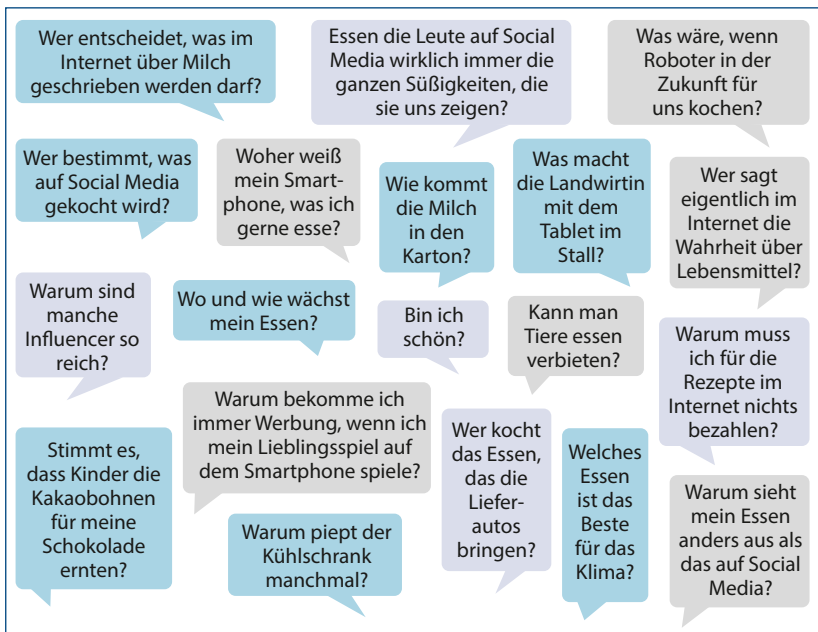 Wer entscheidet, was im
Internet über Milch
geschrieben werden darf?
Essen die Leute auf Social
Media wirklich immer die
ganzen Süßigkeiten, die
sie uns zeigen?
Was wäre, wenn
Roboter in der
Zukunft für
uns kochen?
Wer bestimmt, was
auf Social Media
gekocht wird?
Woher weiß
mein Smart-
phone, was ich
gerne esse?
Wie kommt
die Milch
in den
Karton?
Was macht
die Landwirtin
mit dem
Tablet im
Stall?
Wer sagt
eigentlich im
Internet die
Wahrheit über
Lebensmittel?
Warum sind
manche
Influencer so
reich?
Wo und wie wächst
mein Essen?
Bin ich
schön?
Kann man
Tiere essen
verbieten?
Warum muss
ich für die
Rezepte im
Internet nichts
bezahlen?
Stimmt es,
dass Kinder die
Kakaobohnen
für meine
Schokolade
ernten?
Warum bekomme ich
immer Werbung, wenn ich
mein Lieblingsspiel auf
dem Smartphone spiele?
Warum piept der
Kühlschrank
manchmal?
Wer kocht
das Essen,
das die
Liefer-
autos
bringen?
Welches
Essen
ist das
Beste
für das
Klima?
Warum sieht
mein Essen
anders aus als
das auf Social
Media?